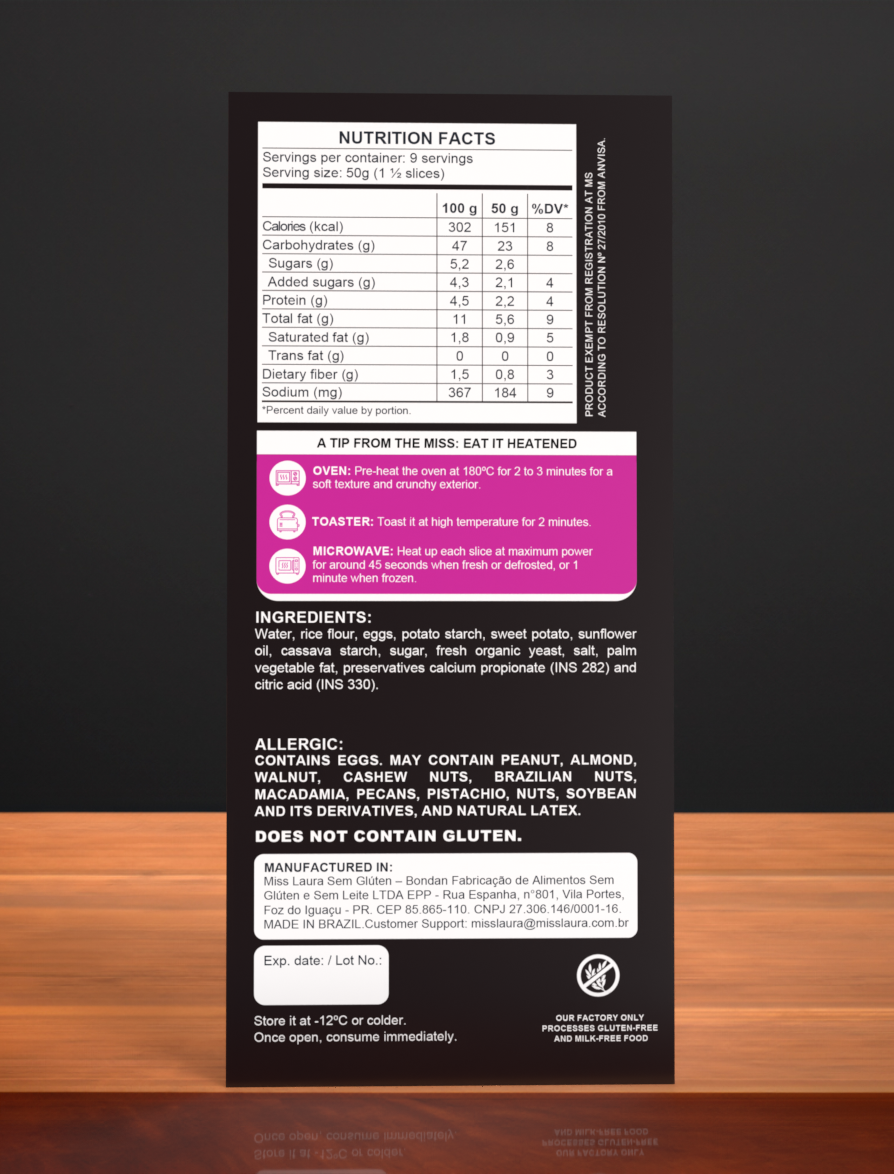 NUTRITION FACTS
Servings per container: 9 servings
Serving size: 50g (1 ½ slices)
100 g 50 g %DV*
Calories (kcal) 302 151 8
Carbohydrates (g) 47 23 8
Sugars (g) 5,2 2,6
Added sugars (g) 4,3 2,1 4
Protein (g) 4,5 2,2 4
Total fat (g) 11 5,6 9
Saturated fat (g) 1,8 0,9 5
Trans fat (g) 0 0 0
Dietary fiber (g) 1,5 0,8 3
Sodium (mg) 367 184 9
*Percent daily value by portion.
PRODUCT EXEMPT FROM REGISTRATION AT MS
ACCORDING TO RESOLUTION Nº 27/2010 FROM ANVISA.
A TIP FROM THE MISS: EAT IT HEATENED
OVEN: Pre-heat the oven at 180ºC for 2 to 3 minutes for a
soft texture and crunchy exterior.
TOASTER: Toast it at high temperature for 2 minutes.
MICROWAVE: Heat up each slice at maximum power
for around 45 seconds when fresh or defrosted, or 1
minute when frozen.
INGREDIENTS:
Water, rice flour, eggs, potato starch, sweet potato, sunflower
oil, cassava starch, sugar, fresh organic yeast, salt, palm
vegetable fat, preservatives calcium propionate (INS 282) and
citric acid (INS 330).
ALLERGIC:
CONTAINS EGGS. MAY CONTAIN PEANUT, ALMOND,
WALNUT, CASHEW NUTS, BRAZILIAN NUTS,
MACADAMIA, PECANS, PISTACHIO, NUTS, SOYBEAN
AND ITS DERIVATIVES, AND NATURAL LATEX.
DOES NOT CONTAIN GLUTEN.
MANUFACTURED IN:
Miss Laura Sem Glúten – Bondan Fabricação de Alimentos Sem
Glúten e Sem Leite LTDA EPP - Rua Espanha, n°801, Vila Portes,
Foz do Iguaçu - PR. CEP 85.865-110. CNPJ 27.306.146/0001-16.
MADE IN BRAZIL.Customer Support: misslaura@misslaura.com.br
Exp. date: / Lot No.:
Store it at -12ºC or colder.
Once open, consume immediately.
OUR FACTORY ONLY
PROCESSES GLUTEN-FREE
AND MILK-FREE FOOD